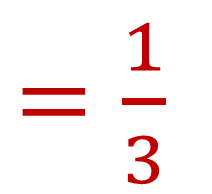 = 1/3